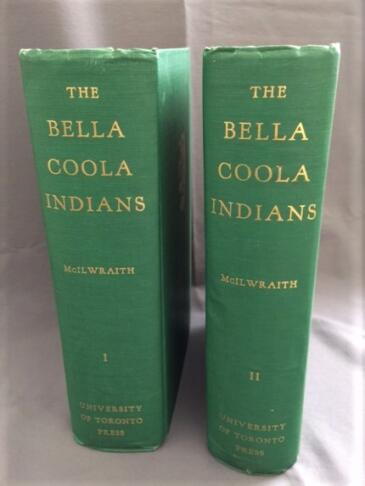 THE
BELLA
COOLA
INDIANS
McILWRAITH
I
UNIVERSITY
OF TORONTO
PRESS
THE
BELLA
COOLA
INDIANS
McILWRAITH
II
UNIVERSITY
OF TORONTO
PRESS